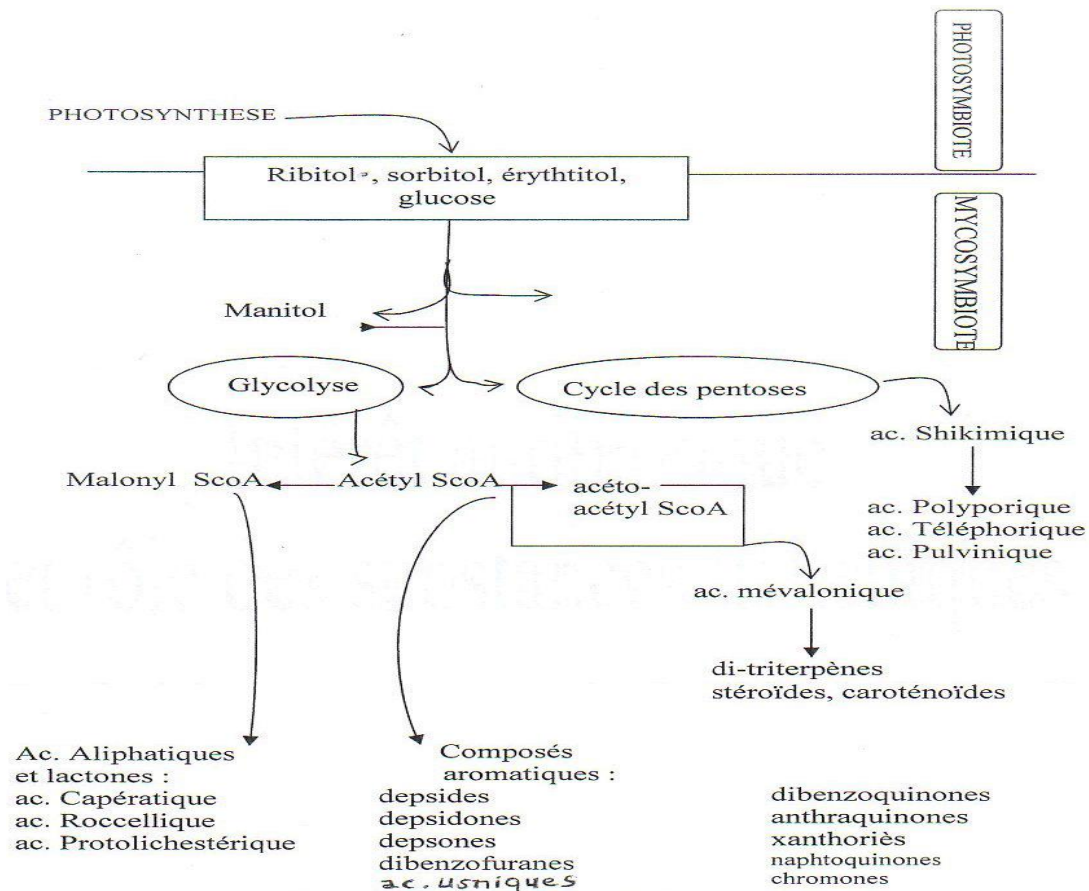 PHOTOSYMBIOTE
PHOTOSYNTHESE
Ribitol, sorbitol, érythtitol,
glucose
MYCOSYMBIOTE
Manitol
Glycolyse
Cycle des pentoses
ac. Shikimique
Malonyl ScoA
Acétyl ScoA
acéto-
acétyl ScoA
ac. Polyporique
ac. Téléphorique
ac. Pulvinique
ac. mévalonique
di-triterpènes
stéroïdes, caroténoïdes
Ac. Aliphatiques
et lactones :
ac. Capératique
ac. Roccellique
ac. Protolichestérique
Composés
aromatiques :
depsides
depsidones
depsones
dibenzofuranes
ac. usniques
dibenzoquinones
anthraquinones
xanthoriès
naphtoquinones
chromones